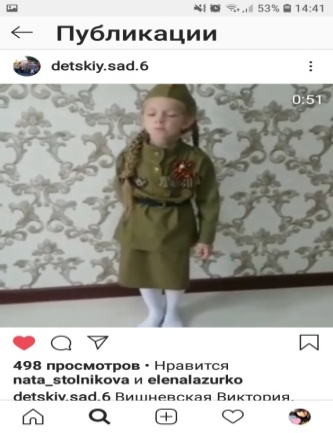 53% 14:41
Публикации
detskiy.sad.6
0:51
498 просмотров • Нравится
nata_stolnikova и elenalazurko
detskiy.sad.6 Вишневская Виктория,